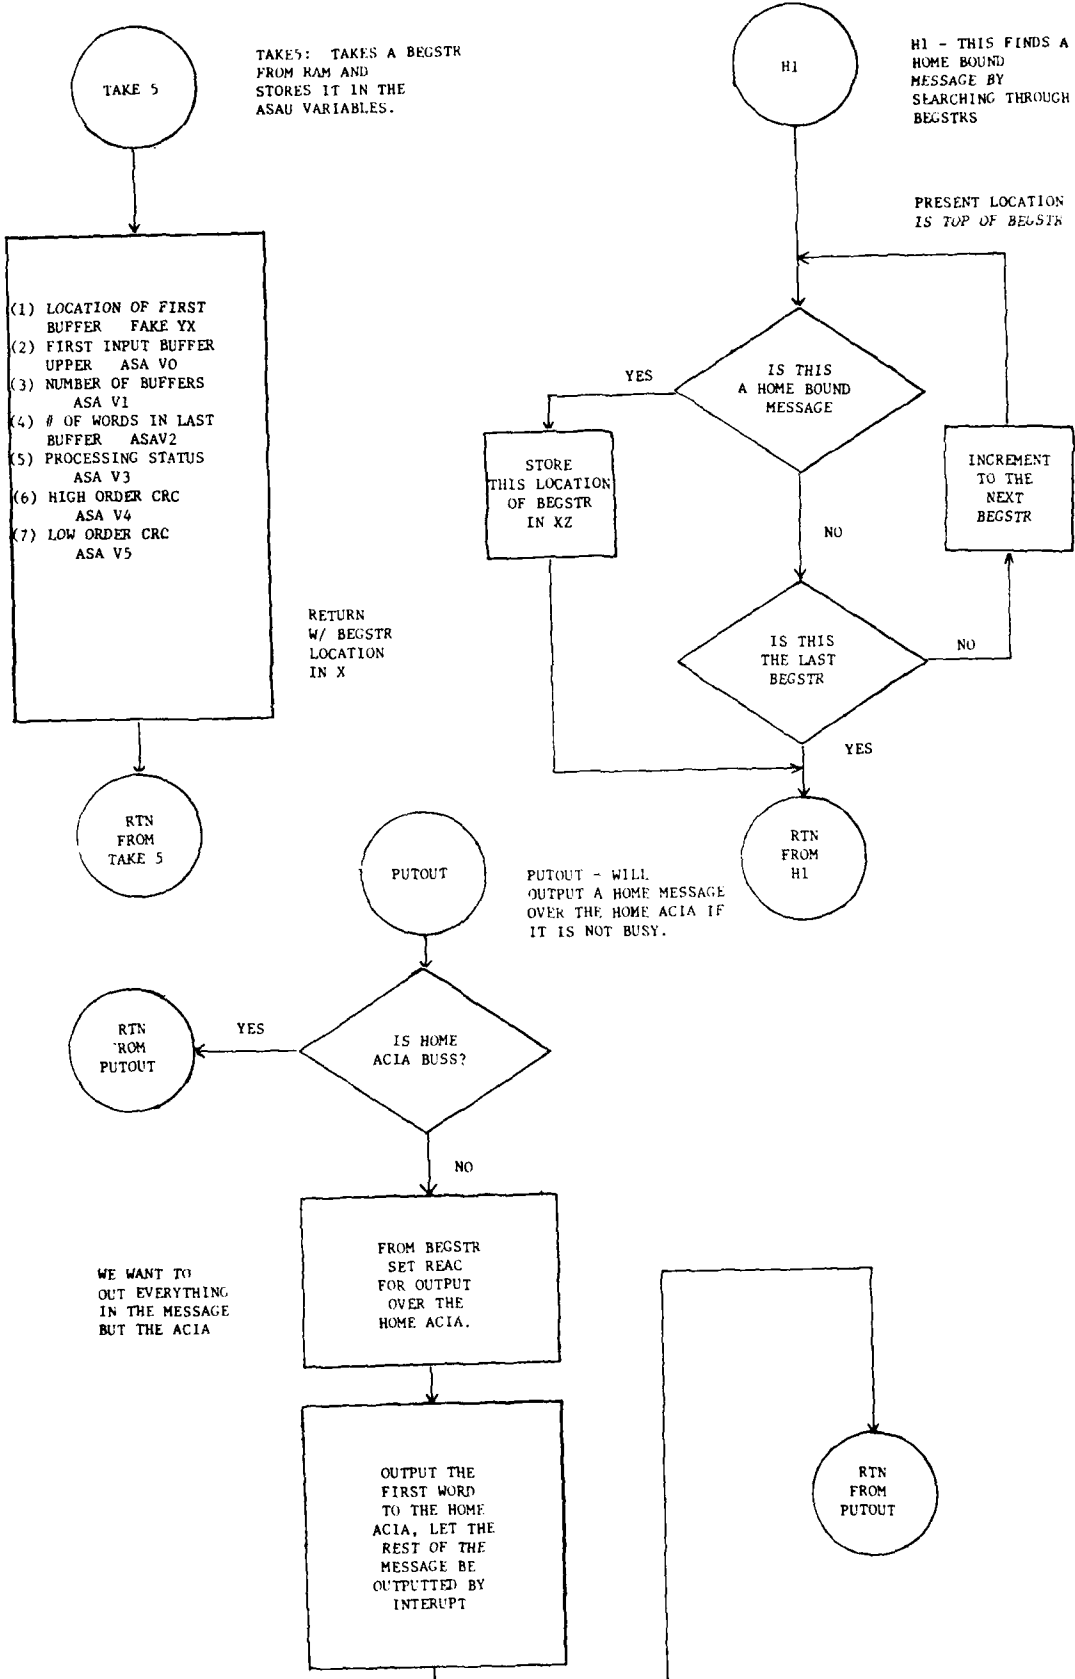 TAKE 5
TAKE5: TAKES A BEGSTR
FROM RAM AND
STORES IT IN THE
ASAU VARIABLES.
(1) LOCATION OF FIRST
BUFFER FAKE YX
(2) FIRST INPUT BUFFER
UPPER ASA VO
(3) NUMBER OF BUFFERS
ASA V1
(4) # OF WORDS IN LAST
BUFFER ASAV2
(5) PROCESSING STATUS
ASA V3
(6) HIGH ORDER CRC
ASA V4
(7) LOW ORDER CRC
ASA V5
RETURN
W/ BEGSTR
LOCATION
IN X
RTN
FROM
TAKE 5
H1
H1 - THIS FINDS A
HOME BOUND
MESSAGE BY
SEARCHING THROUGH
BEGSTRS
PRESENT LOCATION
IS TOP OF BEGSTR
IS THIS
A HOME BOUND
MESSAGE
YES
STORE
THIS LOCATION
OF BEGSTR
IN XZ
NO
INCREMENT
TO THE
NEXT
BEGSTR
IS THIS
THE LAST
BEGSTR
NO
YES
RTN
FROM
H1
PUTOUT
PUTOUT - WILL
OUTPUT A HOME MESSAGE
OVER THE HOME ACIA IF
IT IS NOT BUSY.
IS HOME
ACIA BUSS?
YES
RTN
ROM
PUTOUT
NO
FROM BEGSTR
SET REAC
FOR OUTPUT
OVER THE
HOME ACIA.
WE WANT TO
OUT EVERYTHING
IN THE MESSAGE
BUT THE ACIA
OUTPUT THE
FIRST WORD
TO THE HOME
ACIA, LET THE
REST OF THE
MESSAGE BE
OUTPUTTED BY
INTERUPT
RTN
FROM
PUTOUT